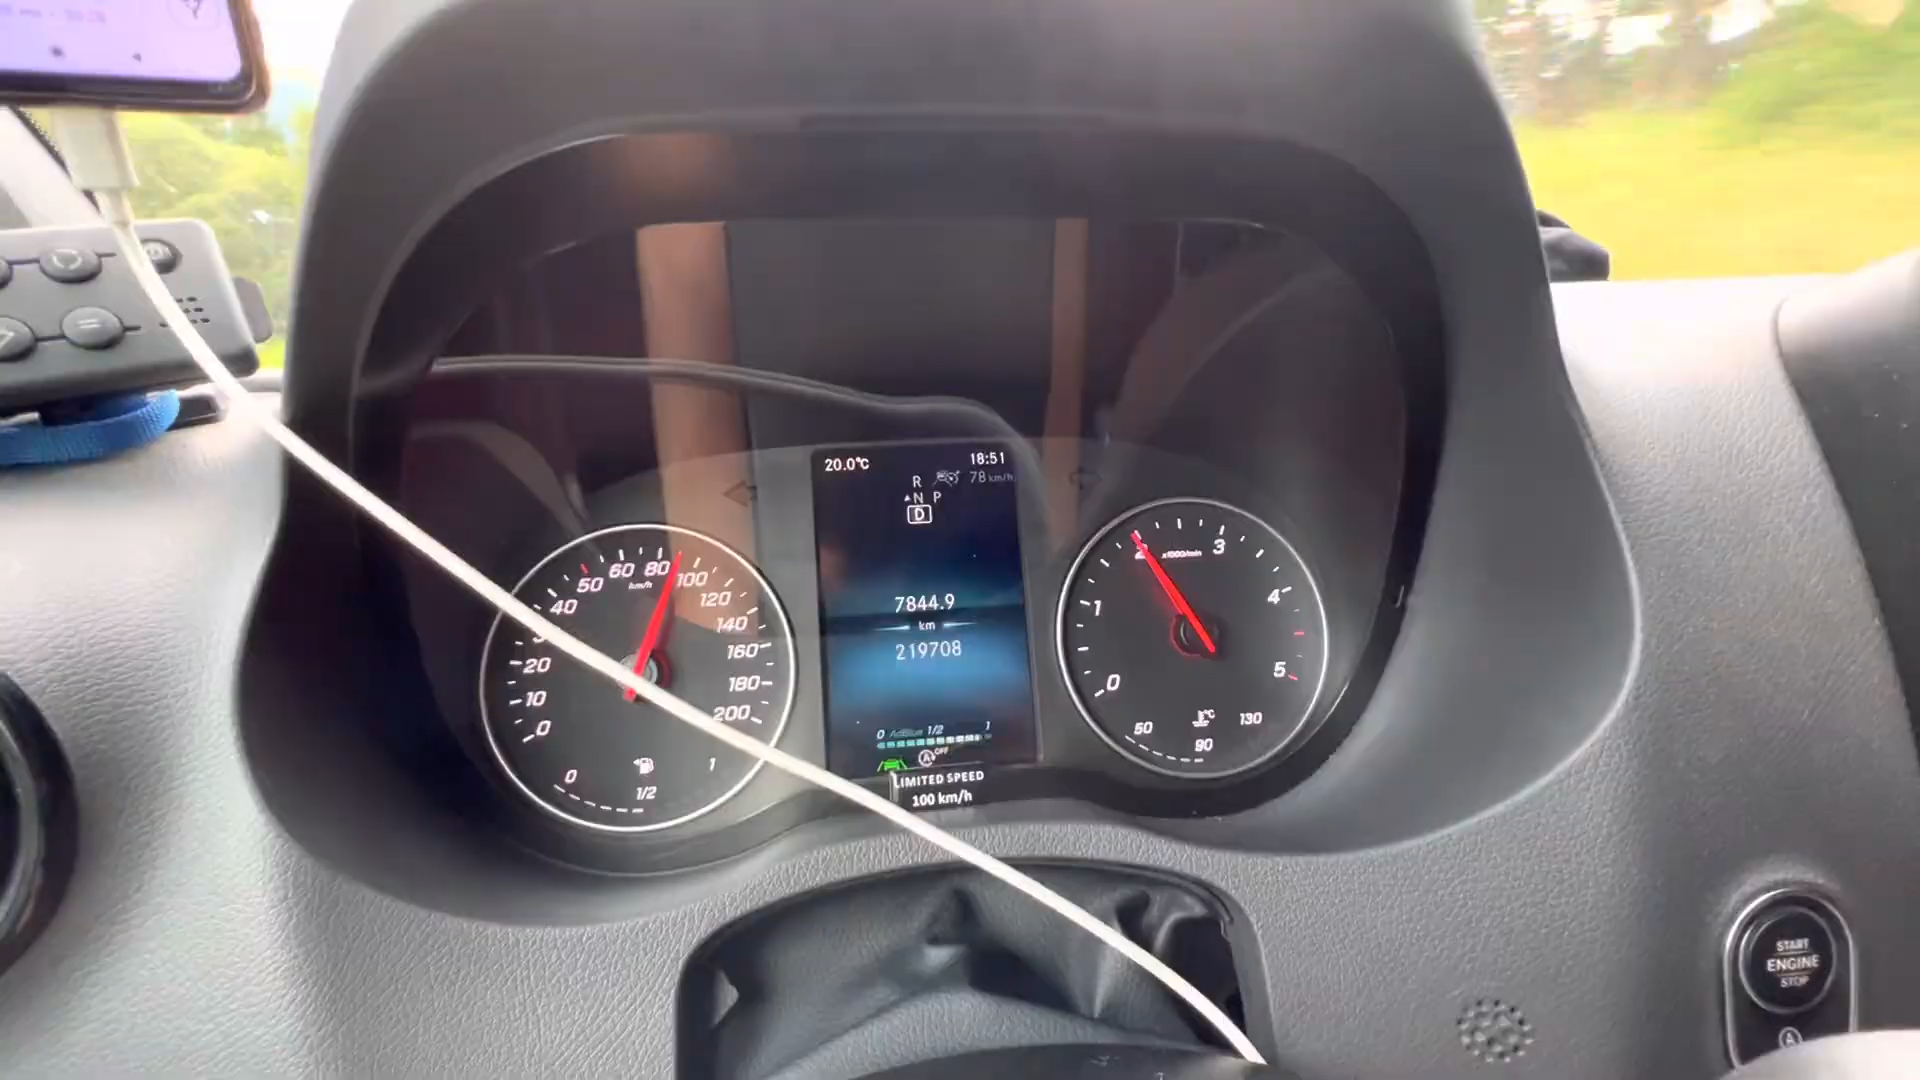 20.0°C
18:51
R
78 km/h
N P
D
7844.9
km
219708
0 AdBlue 1/2 1
OFF
A
LIMITED SPEED
100 km/h
0
10
20
40
50
60
80
100
120
140
160
180
200
km/h
0
1/2
1
0
1
2
3
4
5
x1000/min
50
°C
90
130
START
ENGINE
STOP
A